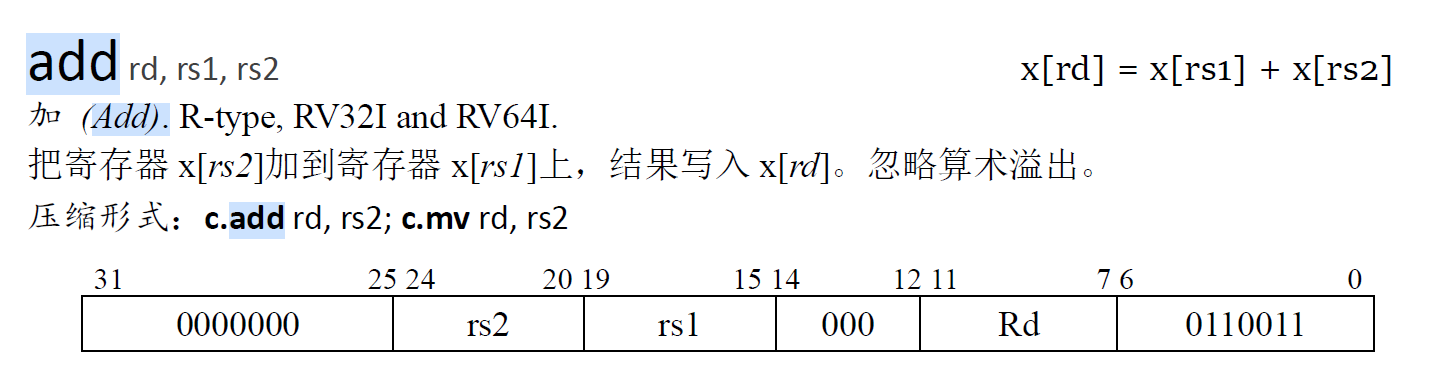 add rd, rs1, rs2 x[rd] = x[rs1] + x[rs2]
加 (Add). R-type, RV32I and RV64I.
把寄存器 x[rs2]加到寄存器 x[rs1]上，结果写入 x[rd]。忽略算术溢出。
压缩形式：c.add rd, rs2; c.mv rd, rs2
31 25 24 20 19 15 14 12 11 7 6 0
0000000 rs2 rs1 000 Rd 0110011